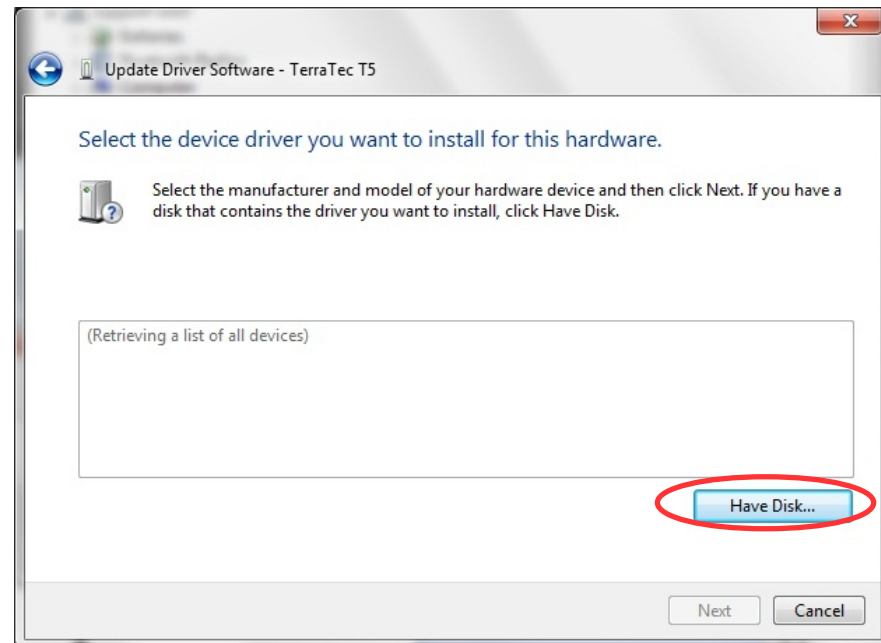 Update Driver Software - TerraTec T5
Select the device driver you want to install for this hardware.
Select the manufacturer and model of your hardware device and then click Next. If you have a
disk that contains the driver you want to install, click Have Disk.
(Retrieving a list of all devices)
Have Disk...
Next
Cancel